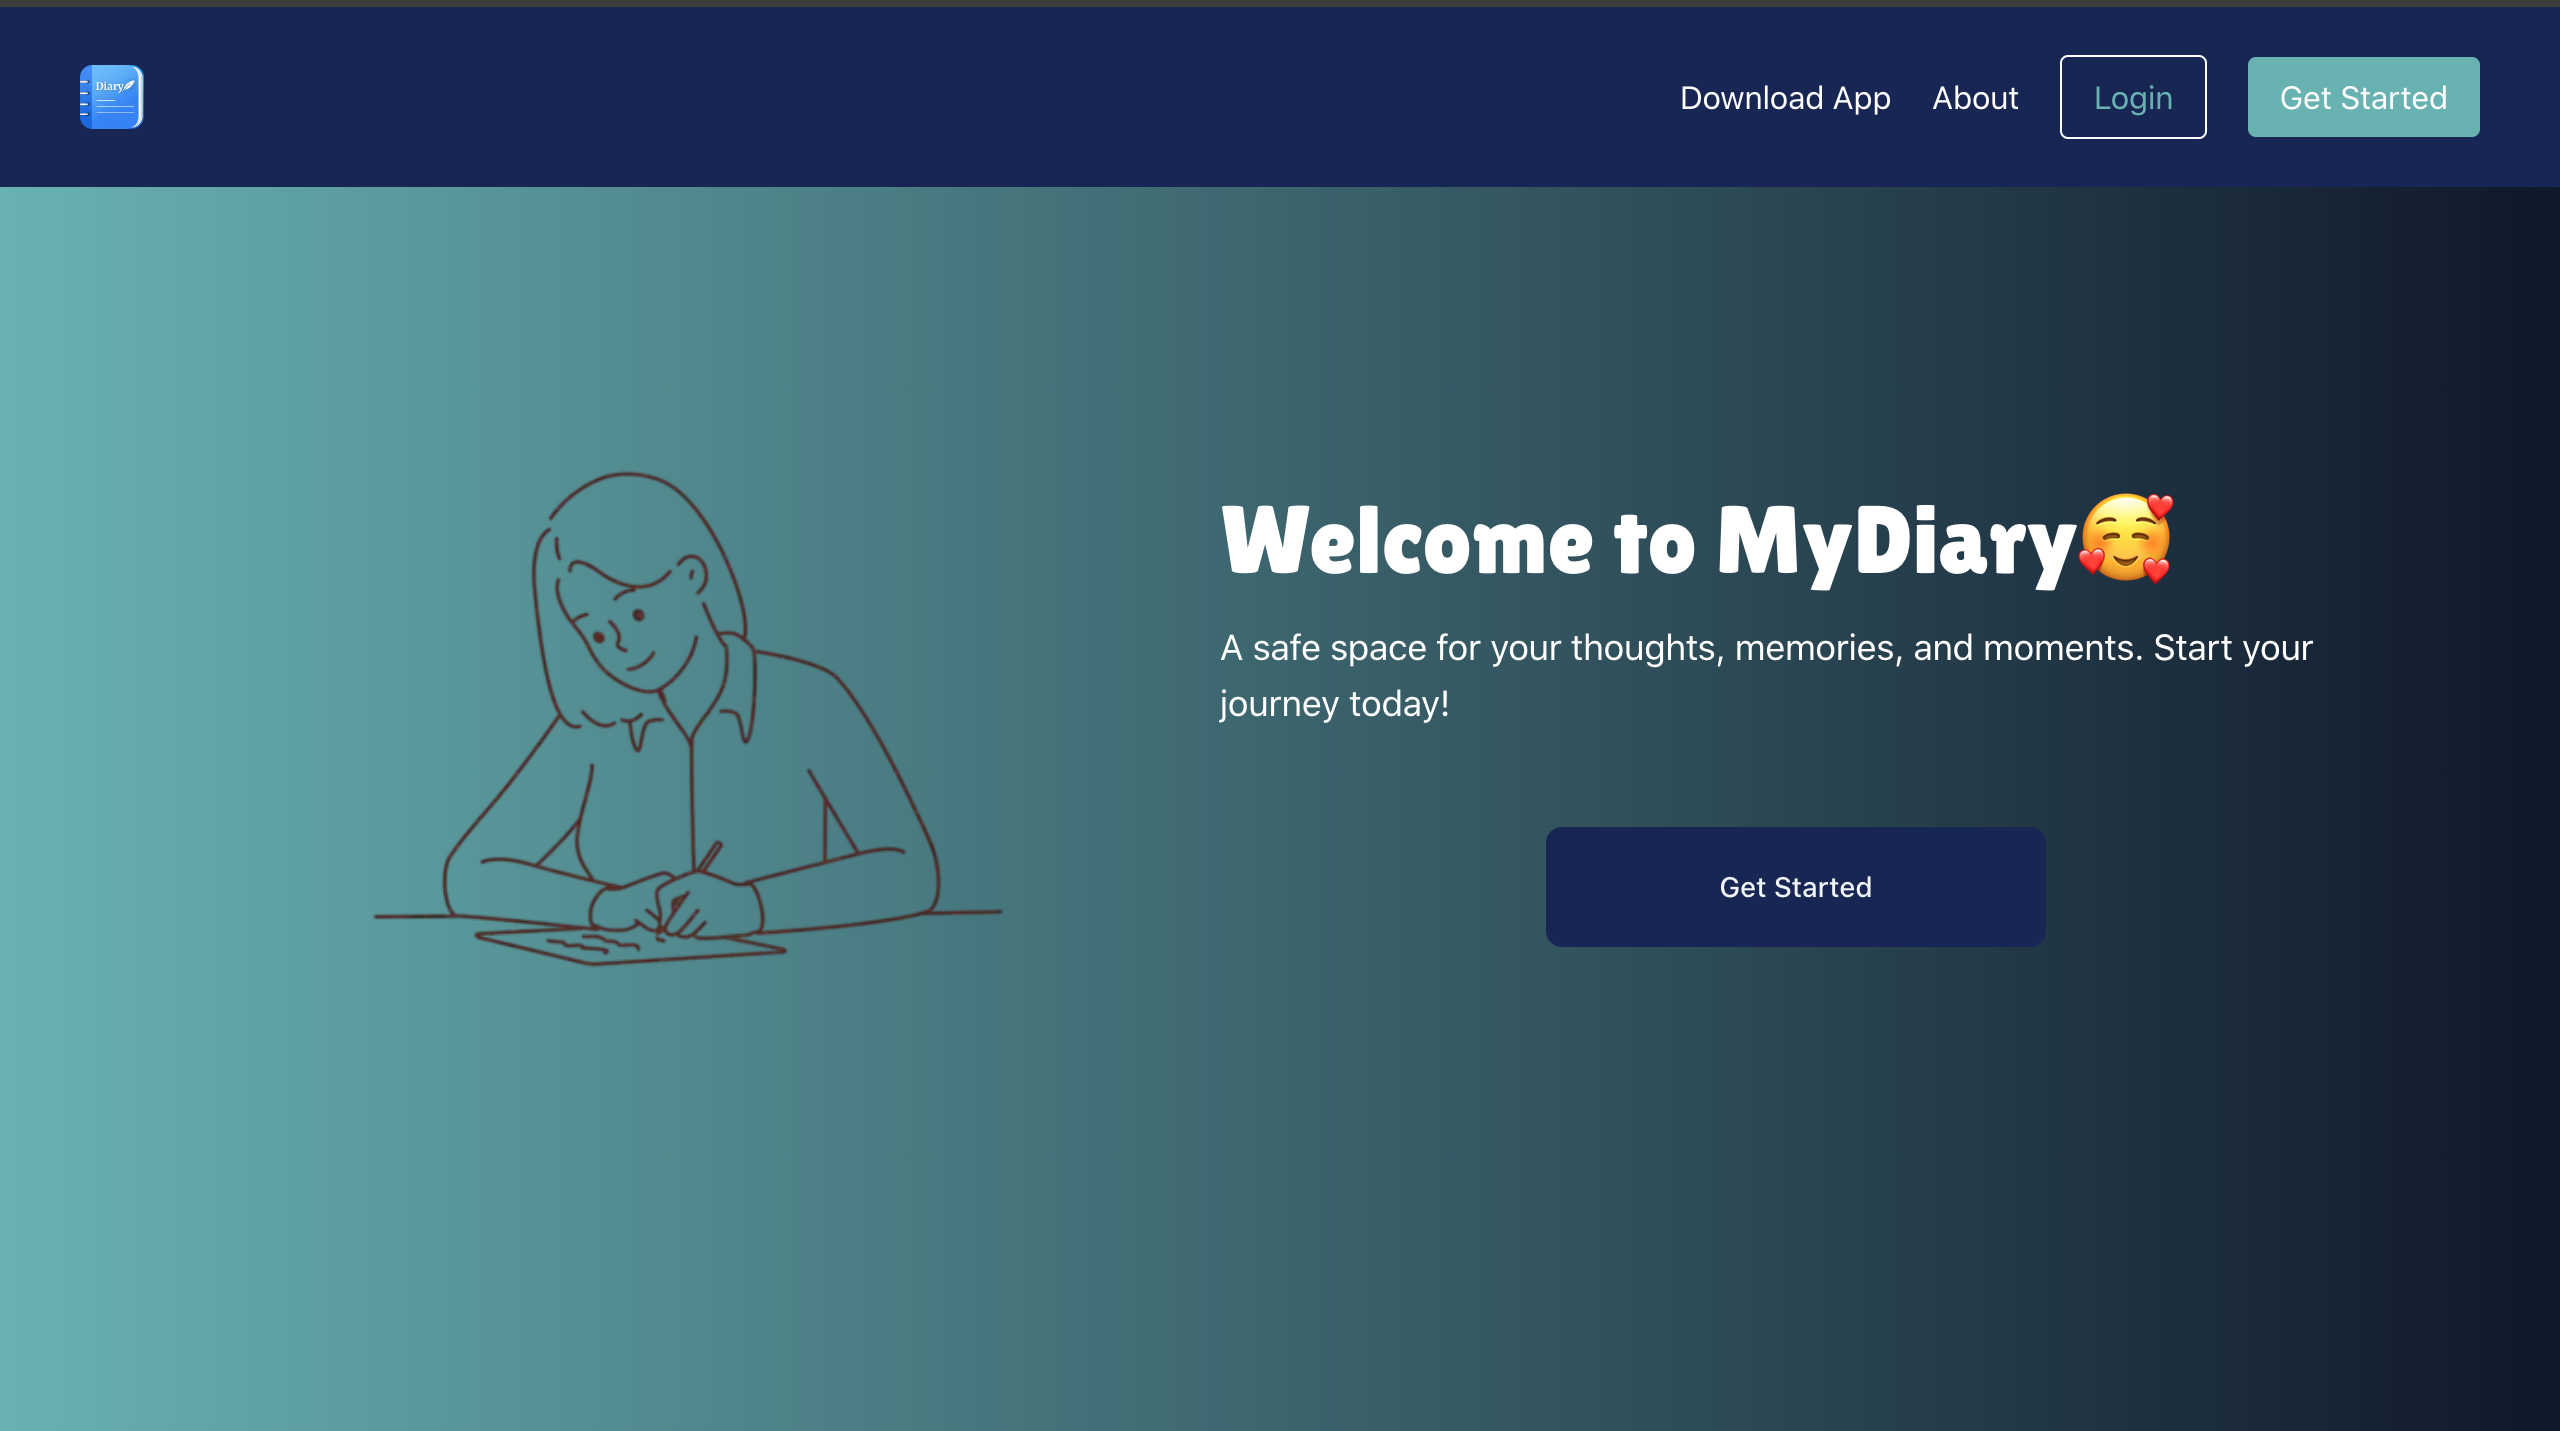 Diary
Download App
About
Login
Get Started
Welcome to MyDiary🥰
A safe space for your thoughts, memories, and moments. Start your
journey today!
Get Started